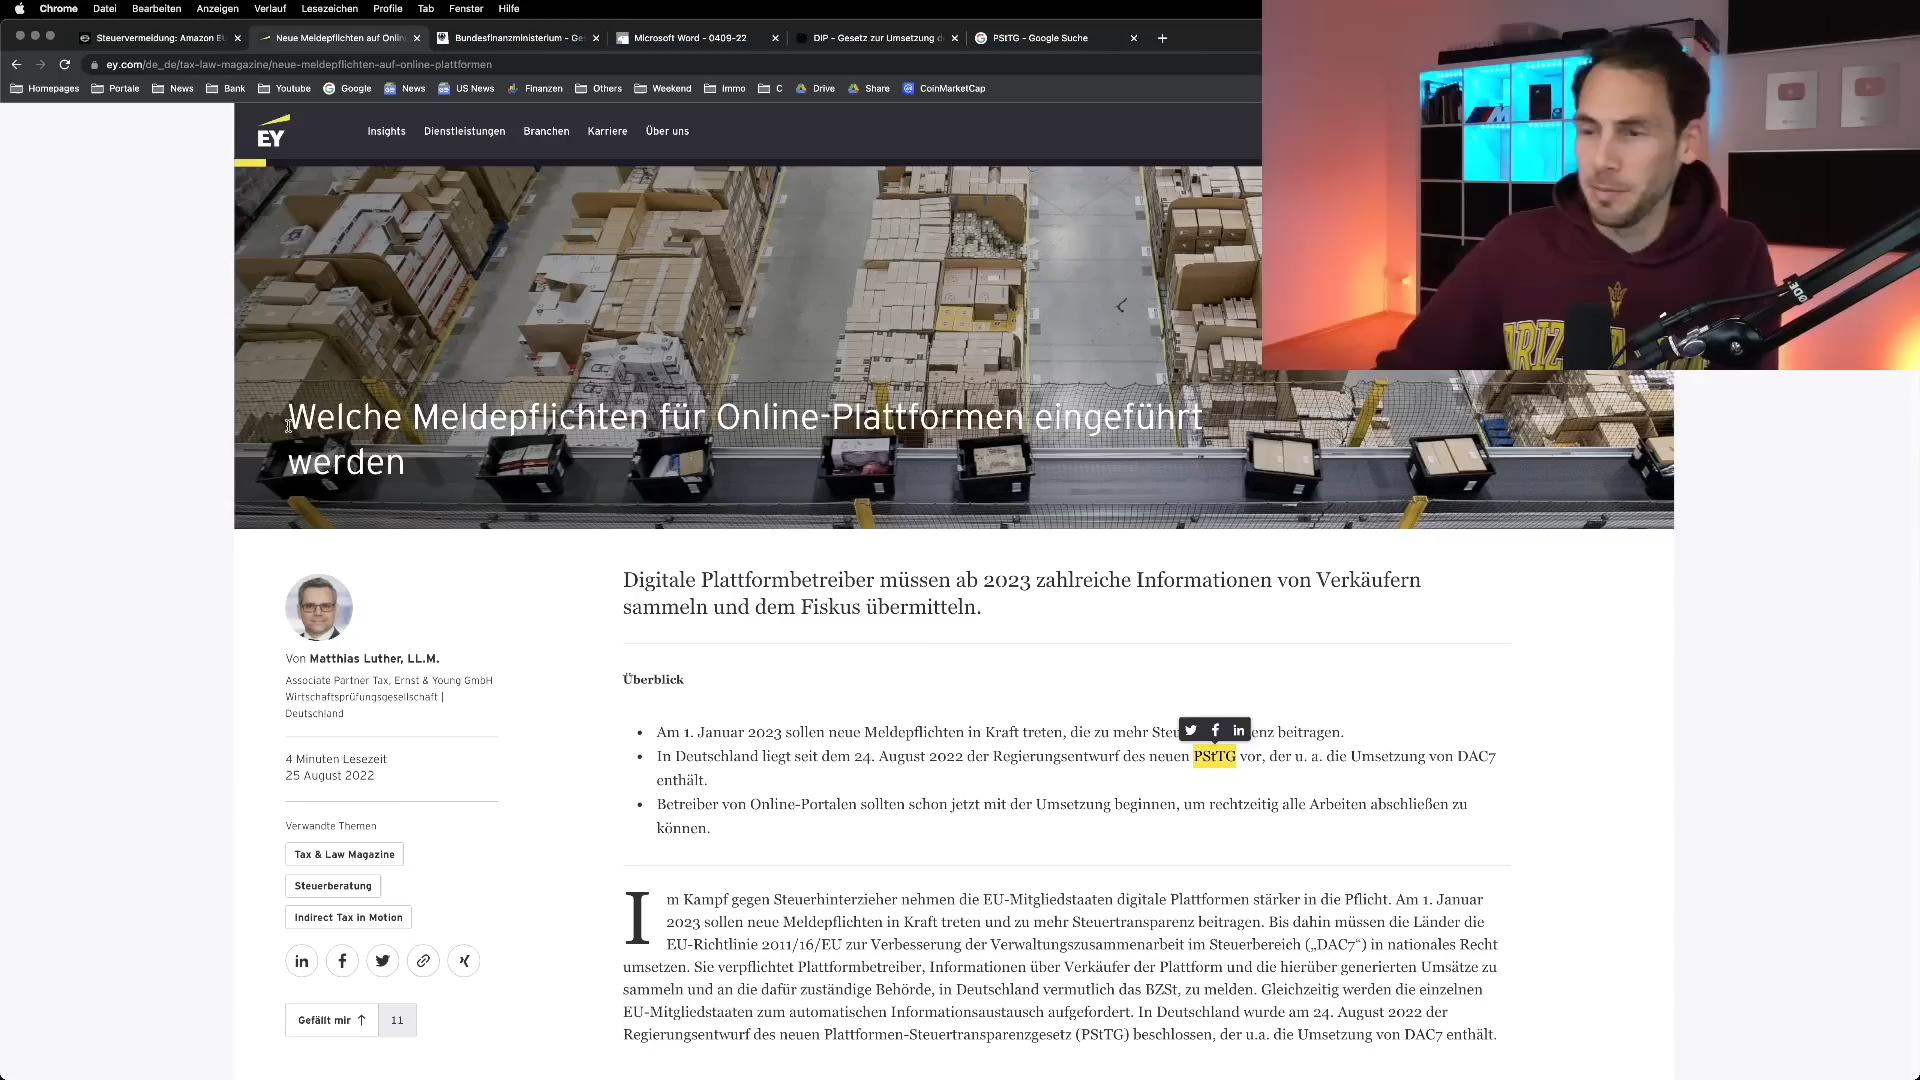 Chrome Datei Bearbeiten Anzeigen Verlauf Lesezeichen Profile Tab Fenster Hilfe
Steuervermeidung: Amazon EU
Neue Meldepflichten auf Onlin
Bundesfinanzministerium - Ges
Microsoft Word - 0409-22
DIP - Gesetz zur Umsetzung d
PStTG - Google Suche
ey.com/de_de/tax-law-magazine/neue-meldepflichten-auf-online-plattformen
Homepages Portale News Bank Youtube Google News US News Finanzen Others Weekend Immo C Drive Share CoinMarketCap
EY
Insights Dienstleistungen Branchen Karriere Über uns
Welche Meldepflichten für Online-Plattformen eingeführt
werden
Digitale Plattformbetreiber müssen ab 2023 zahlreiche Informationen von Verkäufern
sammeln und dem Fiskus übermitteln.
Von Matthias Luther, LL.M.
Associate Partner Tax, Ernst & Young GmbH
Wirtschaftsprüfungsgesellschaft |
Deutschland
4 Minuten Lesezeit
25 August 2022
Verwandte Themen
Tax & Law Magazine
Steuerberatung
Indirect Tax in Motion
Gefällt mir 11
Überblick
Am 1. Januar 2023 sollen neue Meldepflichten in Kraft treten, die zu mehr Steu enz beitragen.
In Deutschland liegt seit dem 24. August 2022 der Regierungsentwurf des neuen PStTG vor, der u. a. die Umsetzung von DAC7
enthält.
Betreiber von Online-Portalen sollten schon jetzt mit der Umsetzung beginnen, um rechtzeitig alle Arbeiten abschließen zu
können.
Im Kampf gegen Steuerhinterzieher nehmen die EU-Mitgliedstaaten digitale Plattformen stärker in die Pflicht. Am 1. Januar
2023 sollen neue Meldepflichten in Kraft treten und zu mehr Steuertransparenz beitragen. Bis dahin müssen die Länder die
EU-Richtlinie 2011/16/EU zur Verbesserung der Verwaltungszusammenarbeit im Steuerbereich („DAC7“) in nationales Recht
umsetzen. Sie verpflichtet Plattformbetreiber, Informationen über Verkäufer der Plattform und die hierüber generierten Umsätze zu
sammeln und an die dafür zuständige Behörde, in Deutschland vermutlich das BZSt, zu melden. Gleichzeitig werden die einzelnen
EU-Mitgliedstaaten zum automatischen Informationsaustausch aufgefordert. In Deutschland wurde am 24. August 2022 der
Regierungsentwurf des neuen Plattformen-Steuertransparenzgesetz (PStTG) beschlossen, der u.a. die Umsetzung von DAC7 enthält.
ARIZ
RØDE